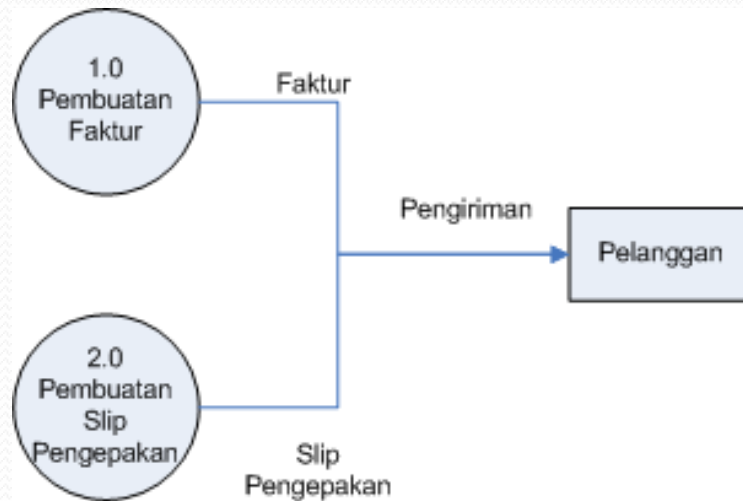 1.0
Pembuatan
Faktur
Faktur
Pengiriman
Pelanggan
2.0
Pembuatan
Slip
Pengepakan
Slip
Pengepakan